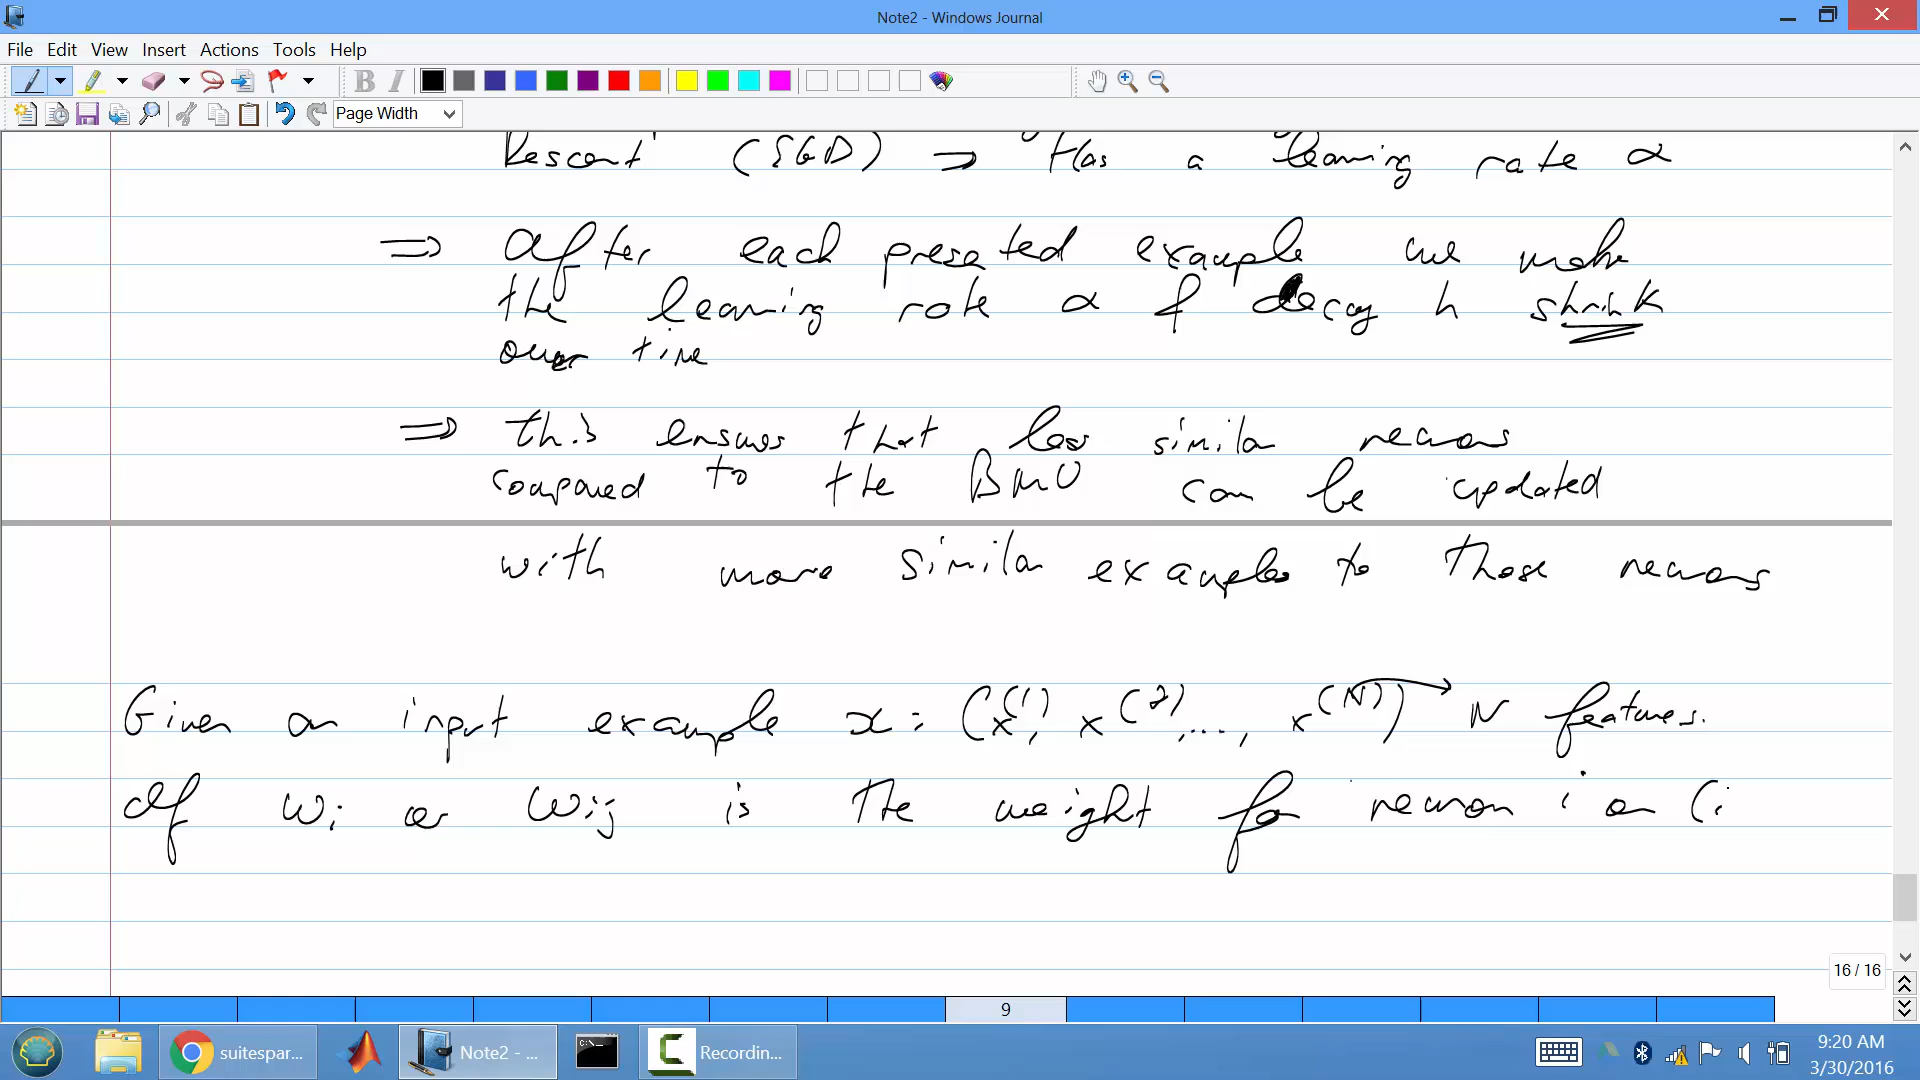 Note2 - Windows Journal
File Edit View Insert Actions Tools Help
B I
Page Width
Descent (SGD) ⇒ Has a learning rate α
⇒ After each presented example we make
the learning rate α & decay h shrink
over time
⇒ this ensures that less similar neurons
compared to the BMU can be updated
with more similar examples to those neurons
Given an input example x = (x^(1), x^(2), ..., x^(N)) → N features.
If wi or wij is the weight for neuron i or (i
16 / 16
9
suitespar...
Note2 - ...
C:\_
Recordin...
9:20 AM
3/30/2016